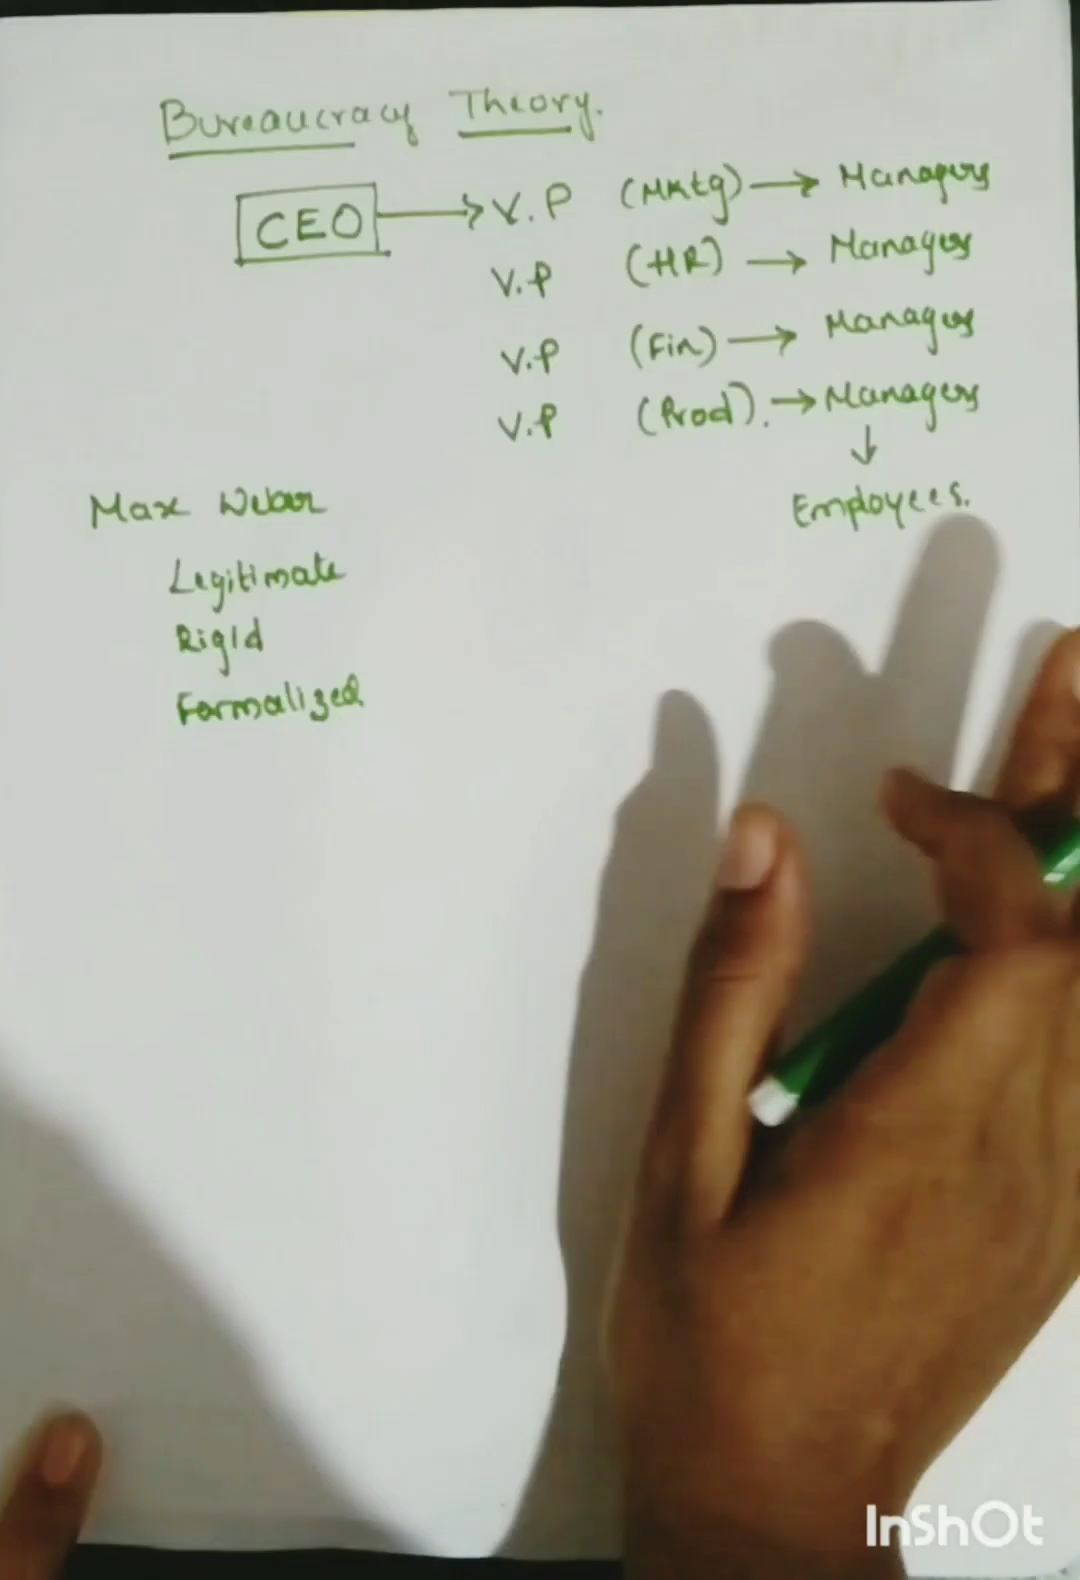 Bureaucracy Theory.
CEO → V.P (Mktg) → Managers
V.P (HR) → Managers
V.P (Fin) → Managers
V.P (Prod). → Managers
↓
Employees.
Max Weber
Legitimate
Rigid
Formalized
InShOt